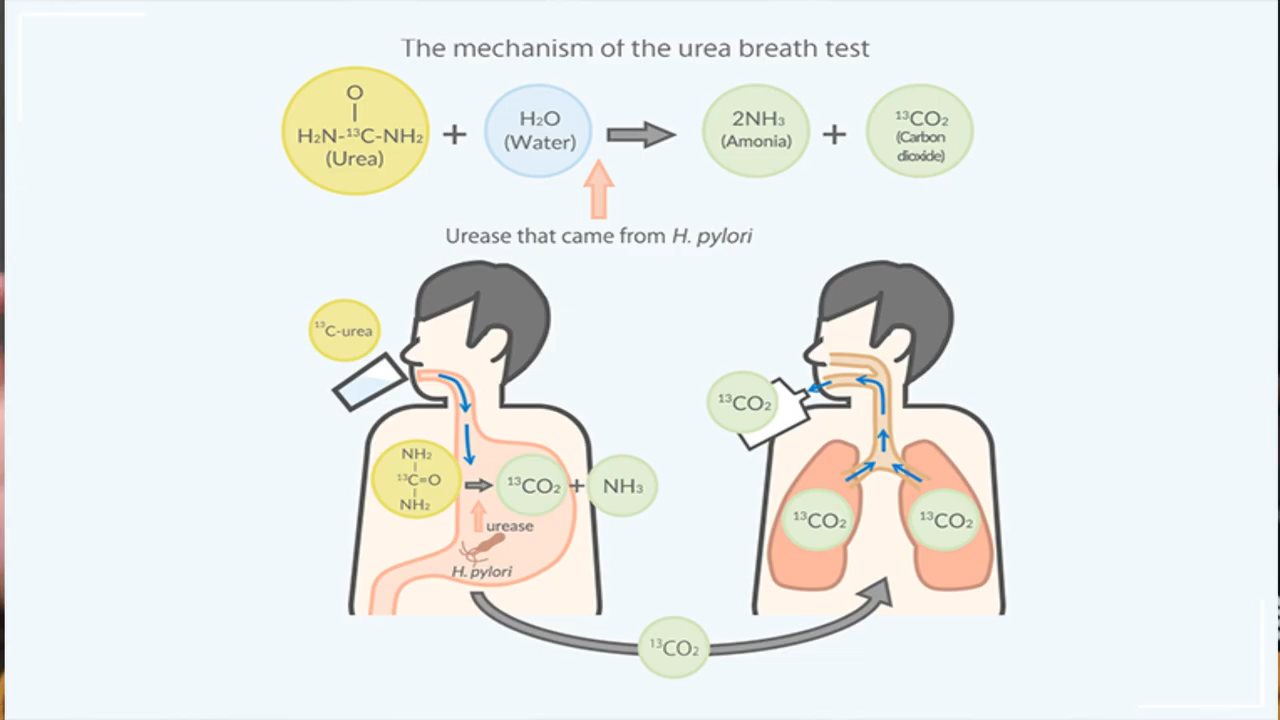 The mechanism of the urea breath test
O
H₂N-¹³C-NH₂
(Urea)
+
H₂O
(Water)
2NH₃
(Amonia)
+
¹³CO₂
(Carbon
dioxide)
Urease that came from H. pylori
¹³C-urea
NH₂
¹³C=O
NH₂
¹³CO₂
+
NH₃
urease
H. pylori
¹³CO₂
¹³CO₂
¹³CO₂
¹³CO₂